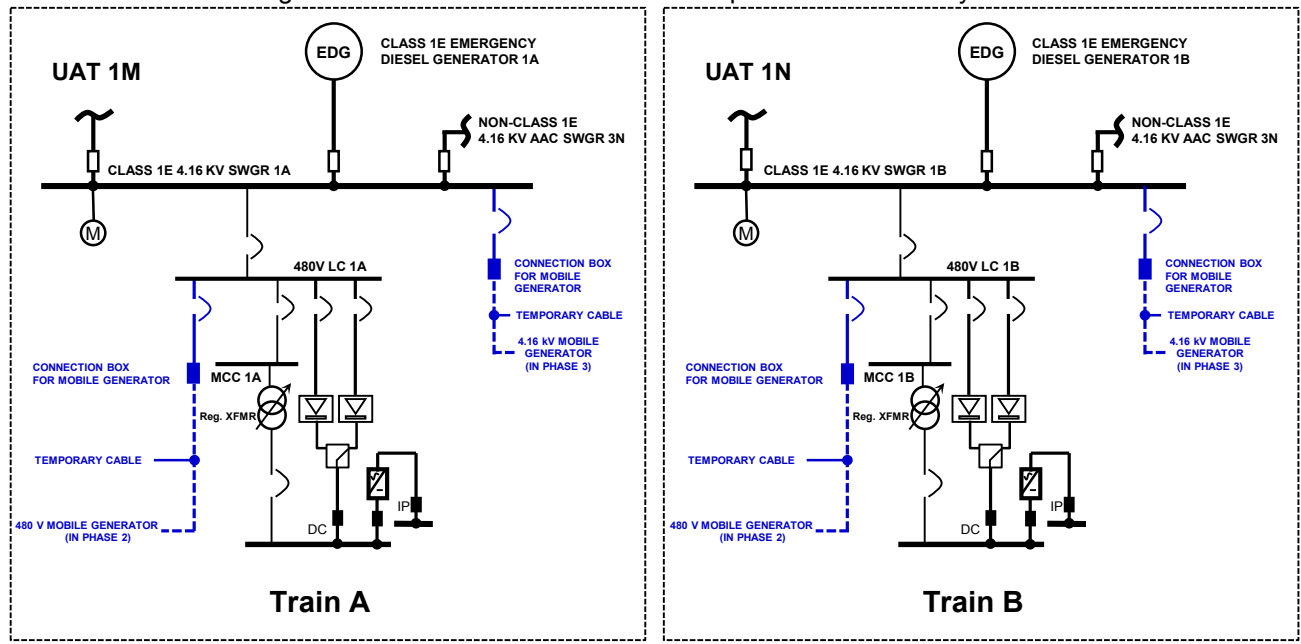 EDG
CLASS 1E EMERGENCY
DIESEL GENERATOR 1A
UAT 1M
NON-CLASS 1E
4.16 KV AAC SWGR 3N
CLASS 1E 4.16 KV SWGR 1A
M
480V LC 1A
CONNECTION BOX
FOR MOBILE
GENERATOR
TEMPORARY CABLE
4.16 kV MOBILE
GENERATOR
(IN PHASE 3)
CONNECTION BOX
FOR MOBILE GENERATOR
MCC 1A
Reg. XFMR
TEMPORARY CABLE
IP
480 V MOBILE GENERATOR
(IN PHASE 2)
DC
Train A
EDG
CLASS 1E EMERGENCY
DIESEL GENERATOR 1B
UAT 1N
NON-CLASS 1E
4.16 KV AAC SWGR 3N
CLASS 1E 4.16 KV SWGR 1B
M
480V LC 1B
CONNECTION BOX
FOR MOBILE
GENERATOR
TEMPORARY CABLE
4.16 kV MOBILE
GENERATOR
(IN PHASE 3)
CONNECTION BOX
FOR MOBILE GENERATOR
MCC 1B
Reg. XFMR
TEMPORARY CABLE
IP
480 V MOBILE GENERATOR
(IN PHASE 2)
DC
Train B